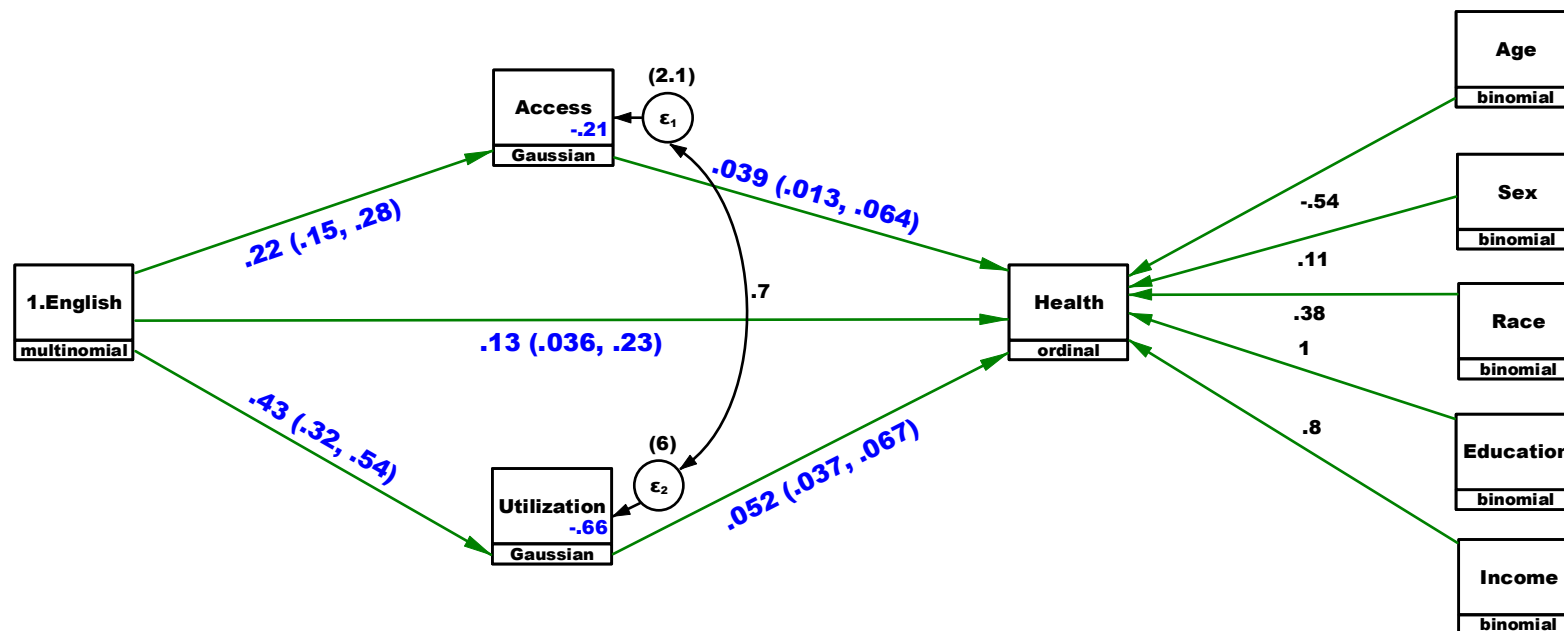 Age
binomial
(2.1)
Access
-.21
Gaussian
ε₁
.039 (.013, .064)
-.54
Sex
binomial
.22 (.15, .28)
.11
1.English
multinomial
.7
Health
ordinal
.38
Race
binomial
.13 (.036, .23)
1
.43 (.32, .54)
.8
(6)
ε₂
.052 (.037, .067)
Education
binomial
Utilization
-.66
Gaussian
Income
binomial